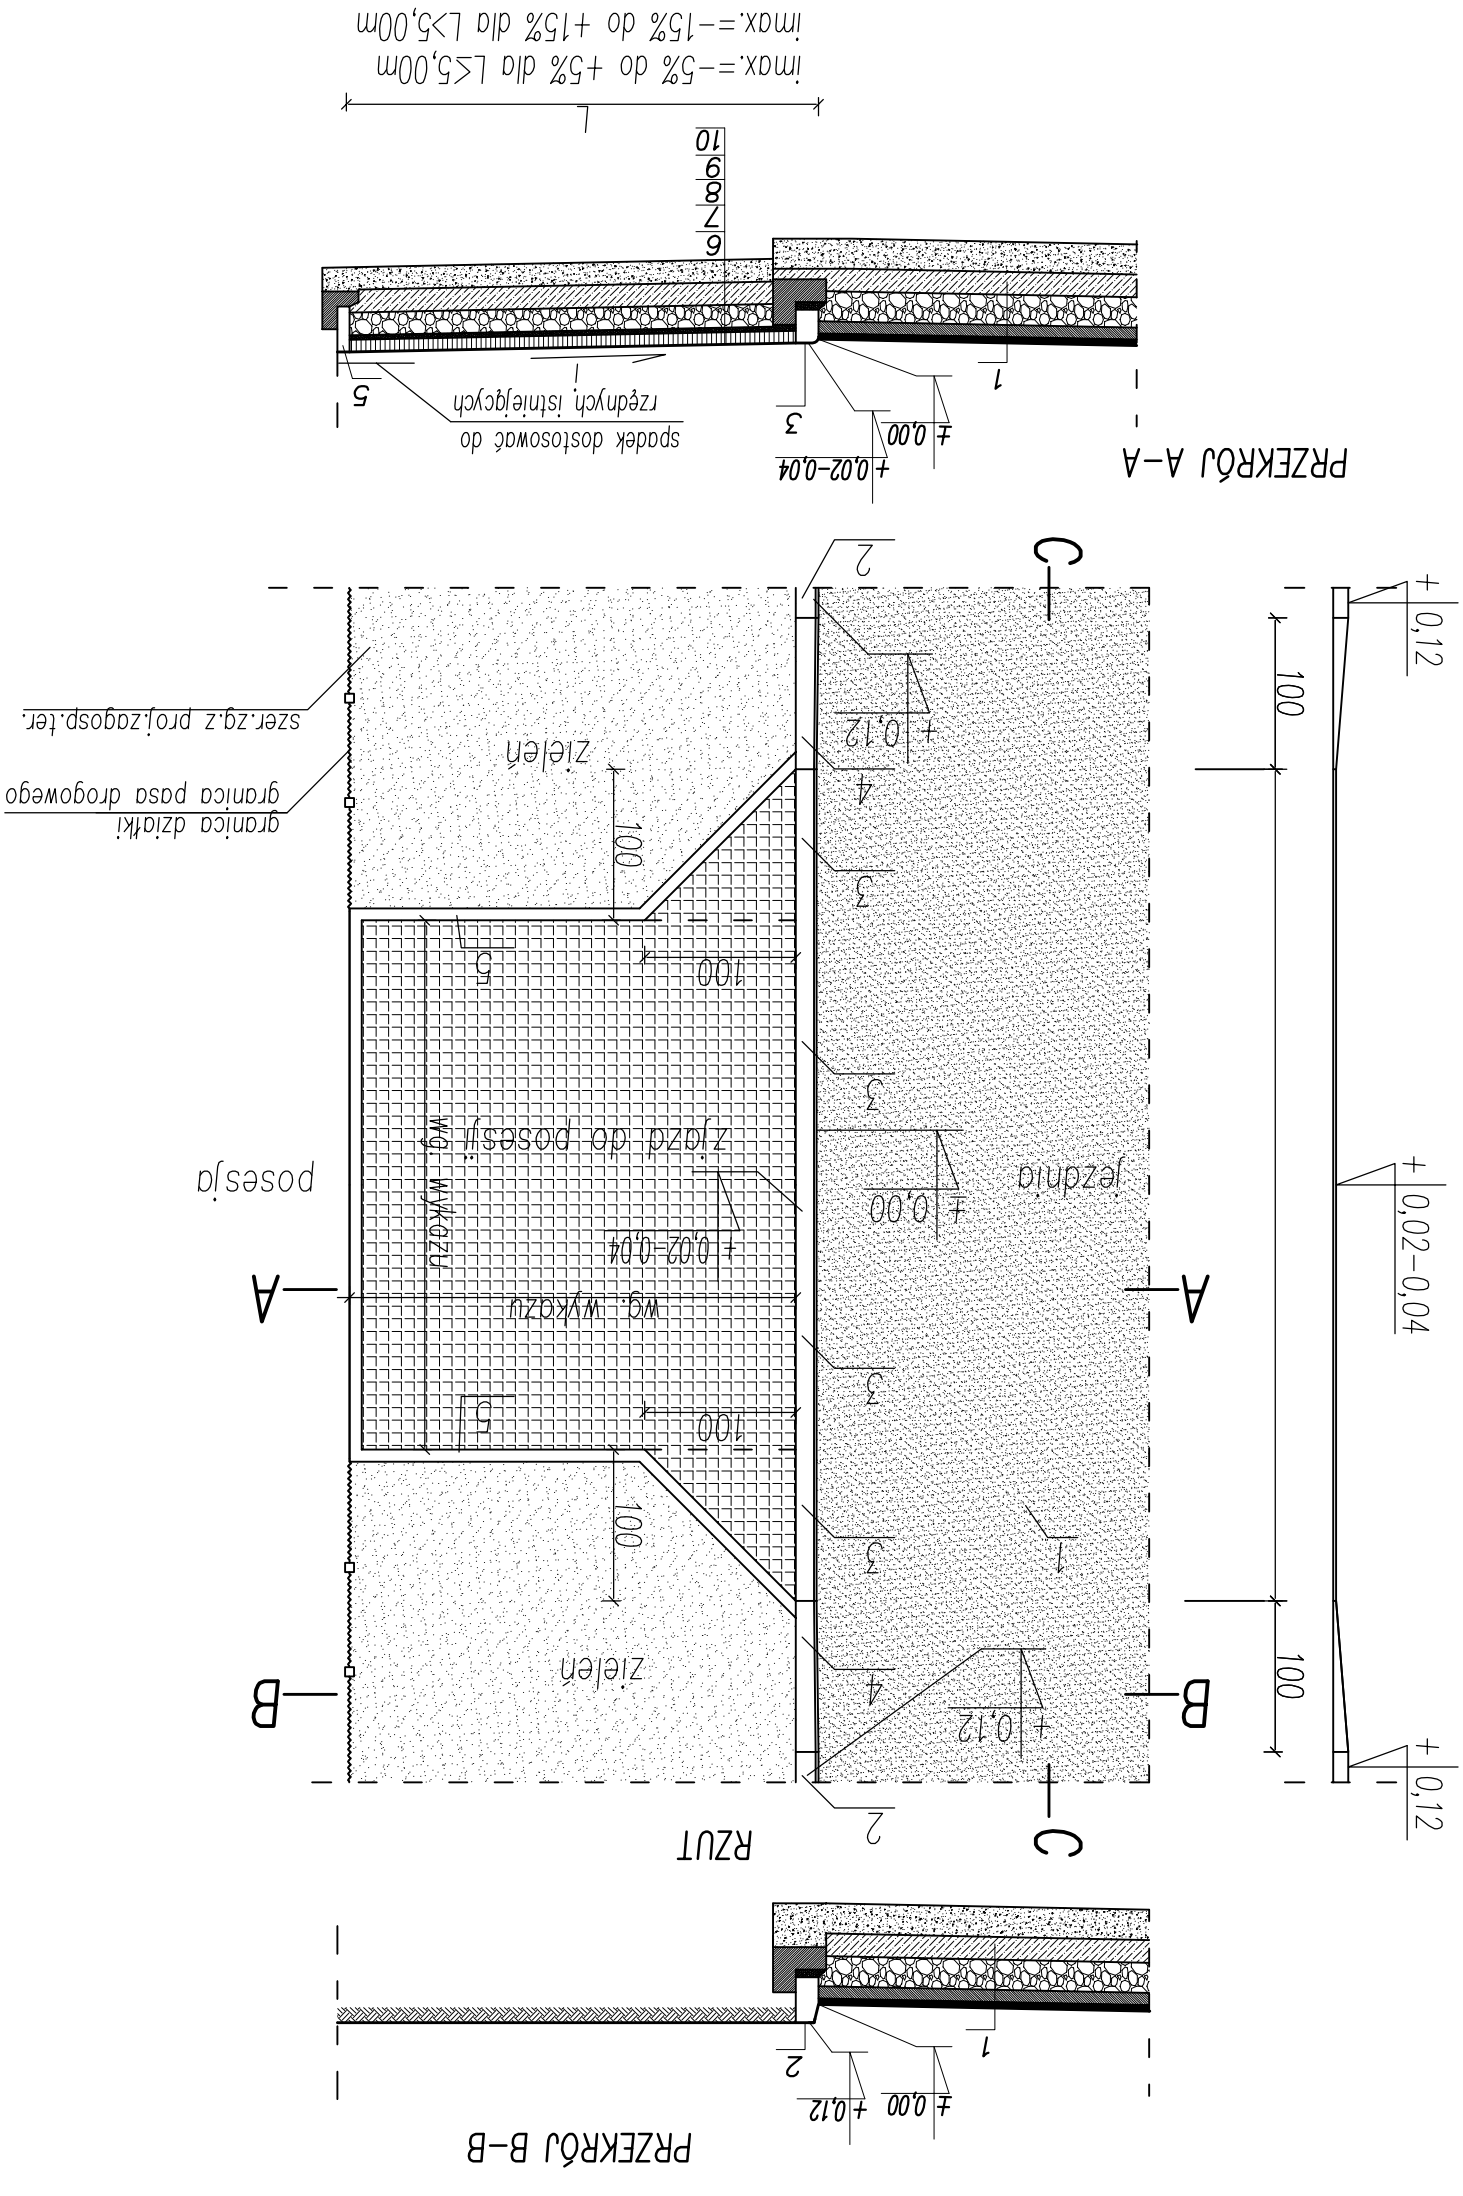 PRZEKRÓJ B-B
± 0,00
+ 0,12
1
2
RZUT
C
2
+ 0,12
100
B
B
+ 0,12
4
zieleń
1
3
100
100
5
3
A
A
wg. wykazu
+ 0,02-0,04
+ 0,02-0,04
± 0,00
jezdnia
zjazd do posesji
wg wykazu
posesja
3
100
5
3
100
4
granica działki
granica pasa drogowego
zieleń
szer.zg.z proj.zagosp.ter.
+ 0,12
100
+ 0,12
2
C
PRZEKRÓJ A-A
± 0,00
+ 0,02-0,04
spadek dostosować do
rzędnych istniejących
1
3
5
6
7
8
9
10
L
imax.=-5% do +5% dla L≤5,00m
imax.=-15% do +15% dla L>5,00m